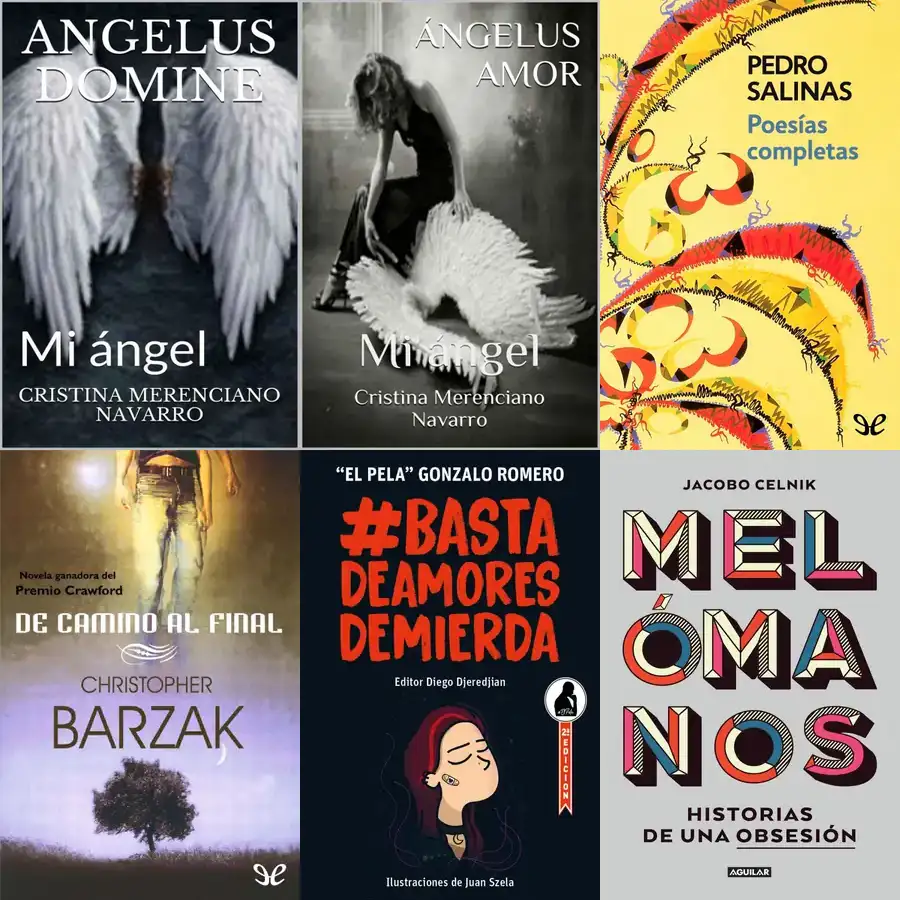 ANGELUS
DOMINE
Mi ángel
CRISTINA MERENCIANO
NAVARRO
ÁNGELUS
AMOR
Mi ángel
Cristina Merenciano
Navarro
PEDRO
SALINAS
Poesías
completas
Novela ganadora del
Premio Crawford
DE CAMINO AL FINAL
CHRISTOPHER
BARZAK
"EL PELA" GONZALO ROMERO
#BASTA
DEAMORES
DEMIERDA
Editor Diego Djeredjian
2ª EDICION
Ilustraciones de Juan Szela
JACOBO CELNIK
MEL
ÓMA
NOS
HISTORIAS
DE UNA OBSESIÓN
AGUILAR